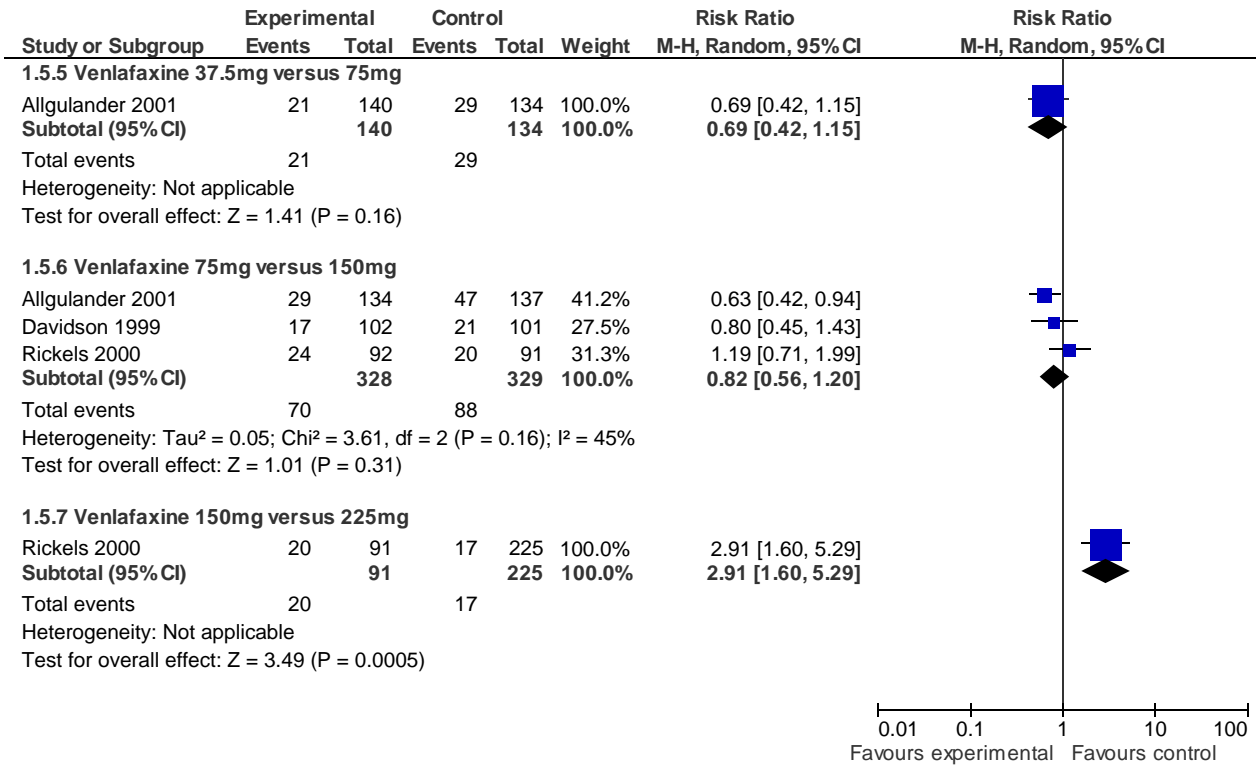 Experimental Control Risk Ratio Risk Ratio
Study or Subgroup Events Total Events Total Weight M-H, Random, 95% CI M-H, Random, 95% CI
1.5.5 Venlafaxine 37.5mg versus 75mg
Allgulander 2001 21 140 29 134 100.0% 0.69 [0.42, 1.15]
Subtotal (95% CI) 140 134 100.0% 0.69 [0.42, 1.15]
Total events 21 29
Heterogeneity: Not applicable
Test for overall effect: Z = 1.41 (P = 0.16)
1.5.6 Venlafaxine 75mg versus 150mg
Allgulander 2001 29 134 47 137 41.2% 0.63 [0.42, 0.94]
Davidson 1999 17 102 21 101 27.5% 0.80 [0.45, 1.43]
Rickels 2000 24 92 20 91 31.3% 1.19 [0.71, 1.99]
Subtotal (95% CI) 328 329 100.0% 0.82 [0.56, 1.20]
Total events 70 88
Heterogeneity: Tau² = 0.05; Chi² = 3.61, df = 2 (P = 0.16); I² = 45%
Test for overall effect: Z = 1.01 (P = 0.31)
1.5.7 Venlafaxine 150mg versus 225mg
Rickels 2000 20 91 17 225 100.0% 2.91 [1.60, 5.29]
Subtotal (95% CI) 91 225 100.0% 2.91 [1.60, 5.29]
Total events 20 17
Heterogeneity: Not applicable
Test for overall effect: Z = 3.49 (P = 0.0005)
0.01 0.1 1 10 100
Favours experimental Favours control